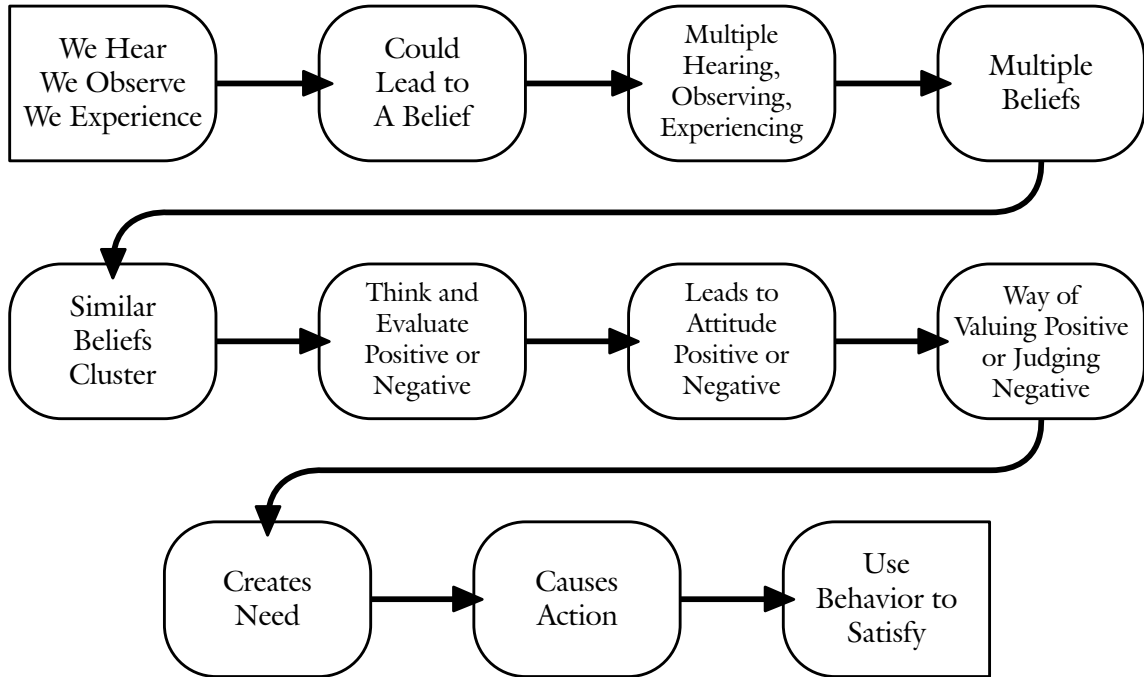 We Hear
We Observe
We Experience
Could
Lead to
A Belief
Multiple
Hearing,
Observing,
Experiencing
Multiple
Beliefs
Similar
Beliefs
Cluster
Think and
Evaluate
Positive or
Negative
Leads to
Attitude
Positive or
Negative
Way of
Valuing Positive
or Judging
Negative
Creates
Need
Causes
Action
Use
Behavior to
Satisfy